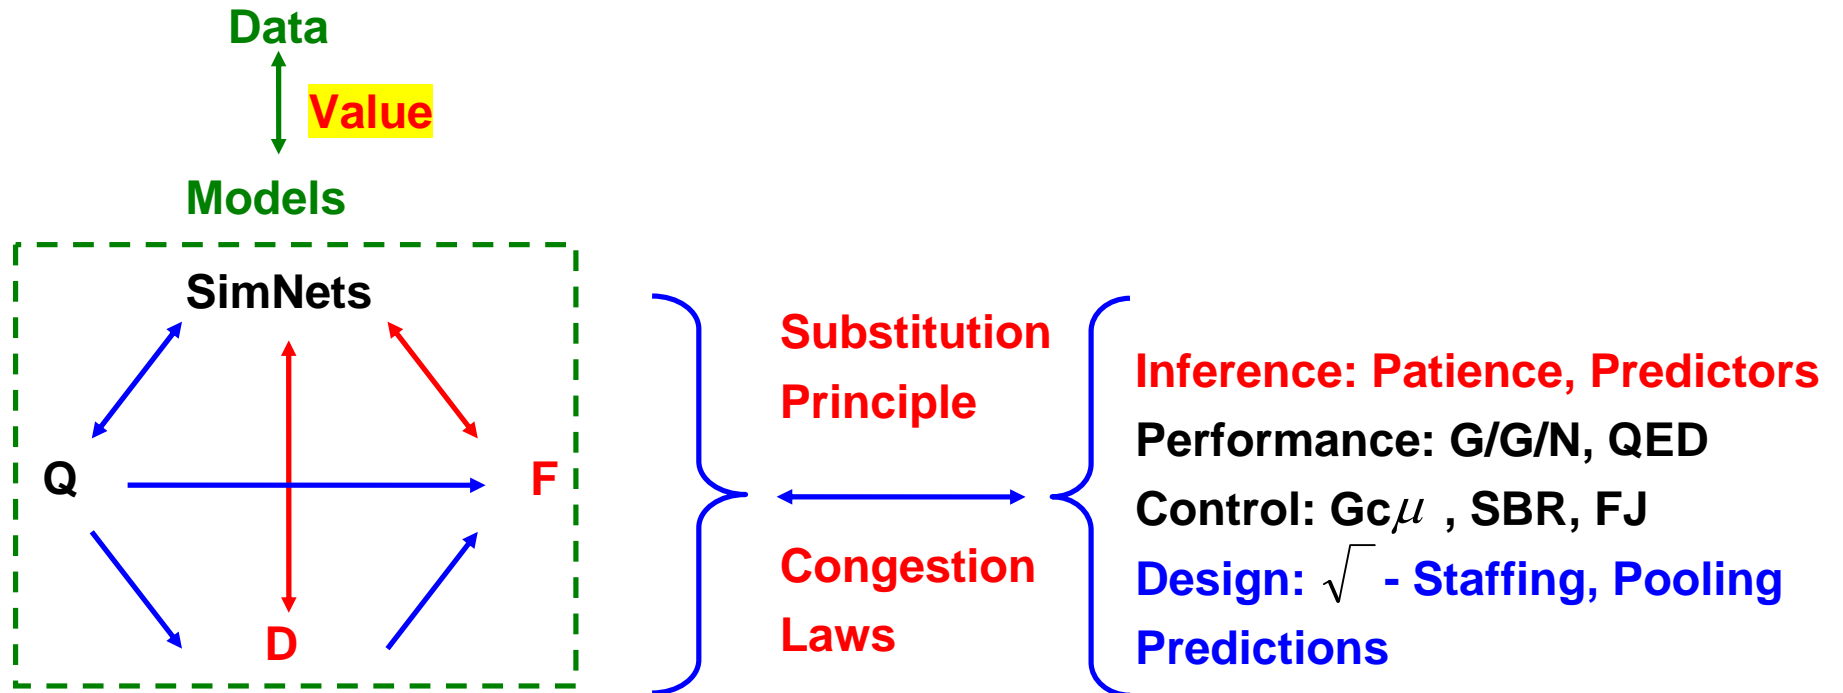 Data
Value
Models
SimNets
Q
F
D
Substitution
Principle
Congestion
Laws
Inference: Patience, Predictors
Performance: G/G/N, QED
Control: Gcμ , SBR, FJ
Design: √ - Staffing, Pooling
Predictions